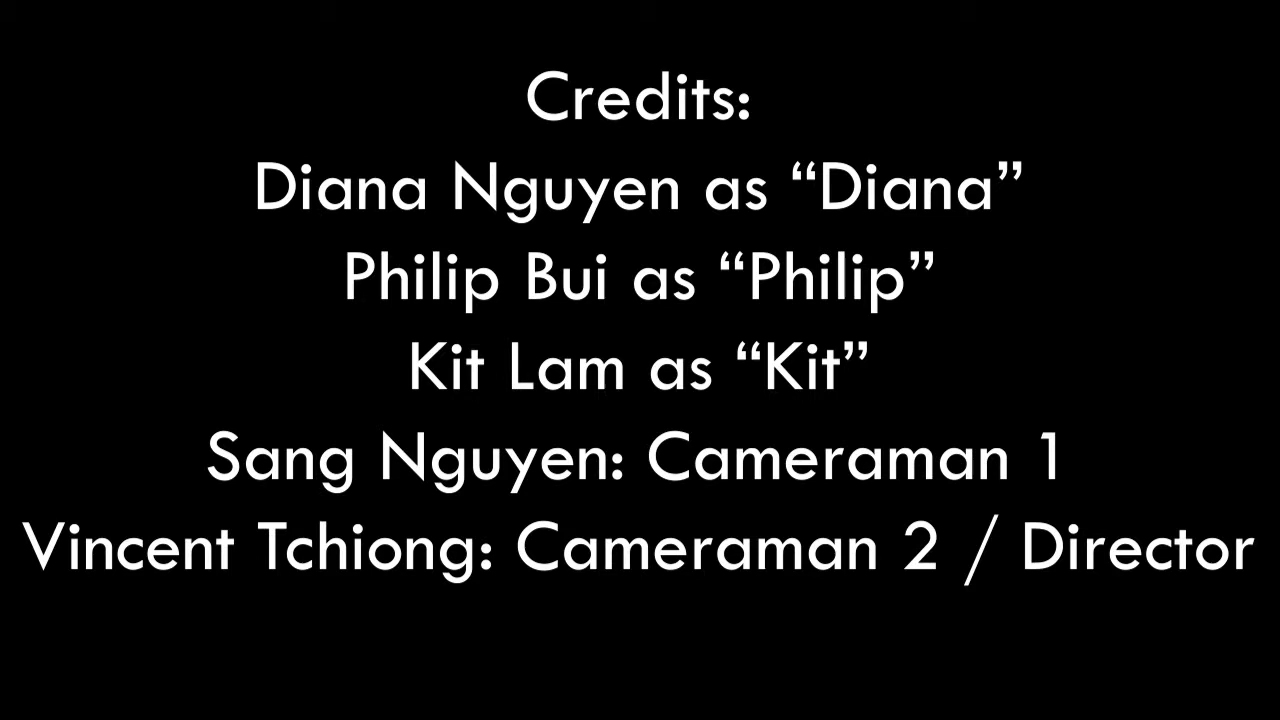 Credits:
Diana Nguyen as “Diana”
Philip Bui as “Philip”
Kit Lam as “Kit”
Sang Nguyen: Cameraman 1
Vincent Tchiong: Cameraman 2 / Director